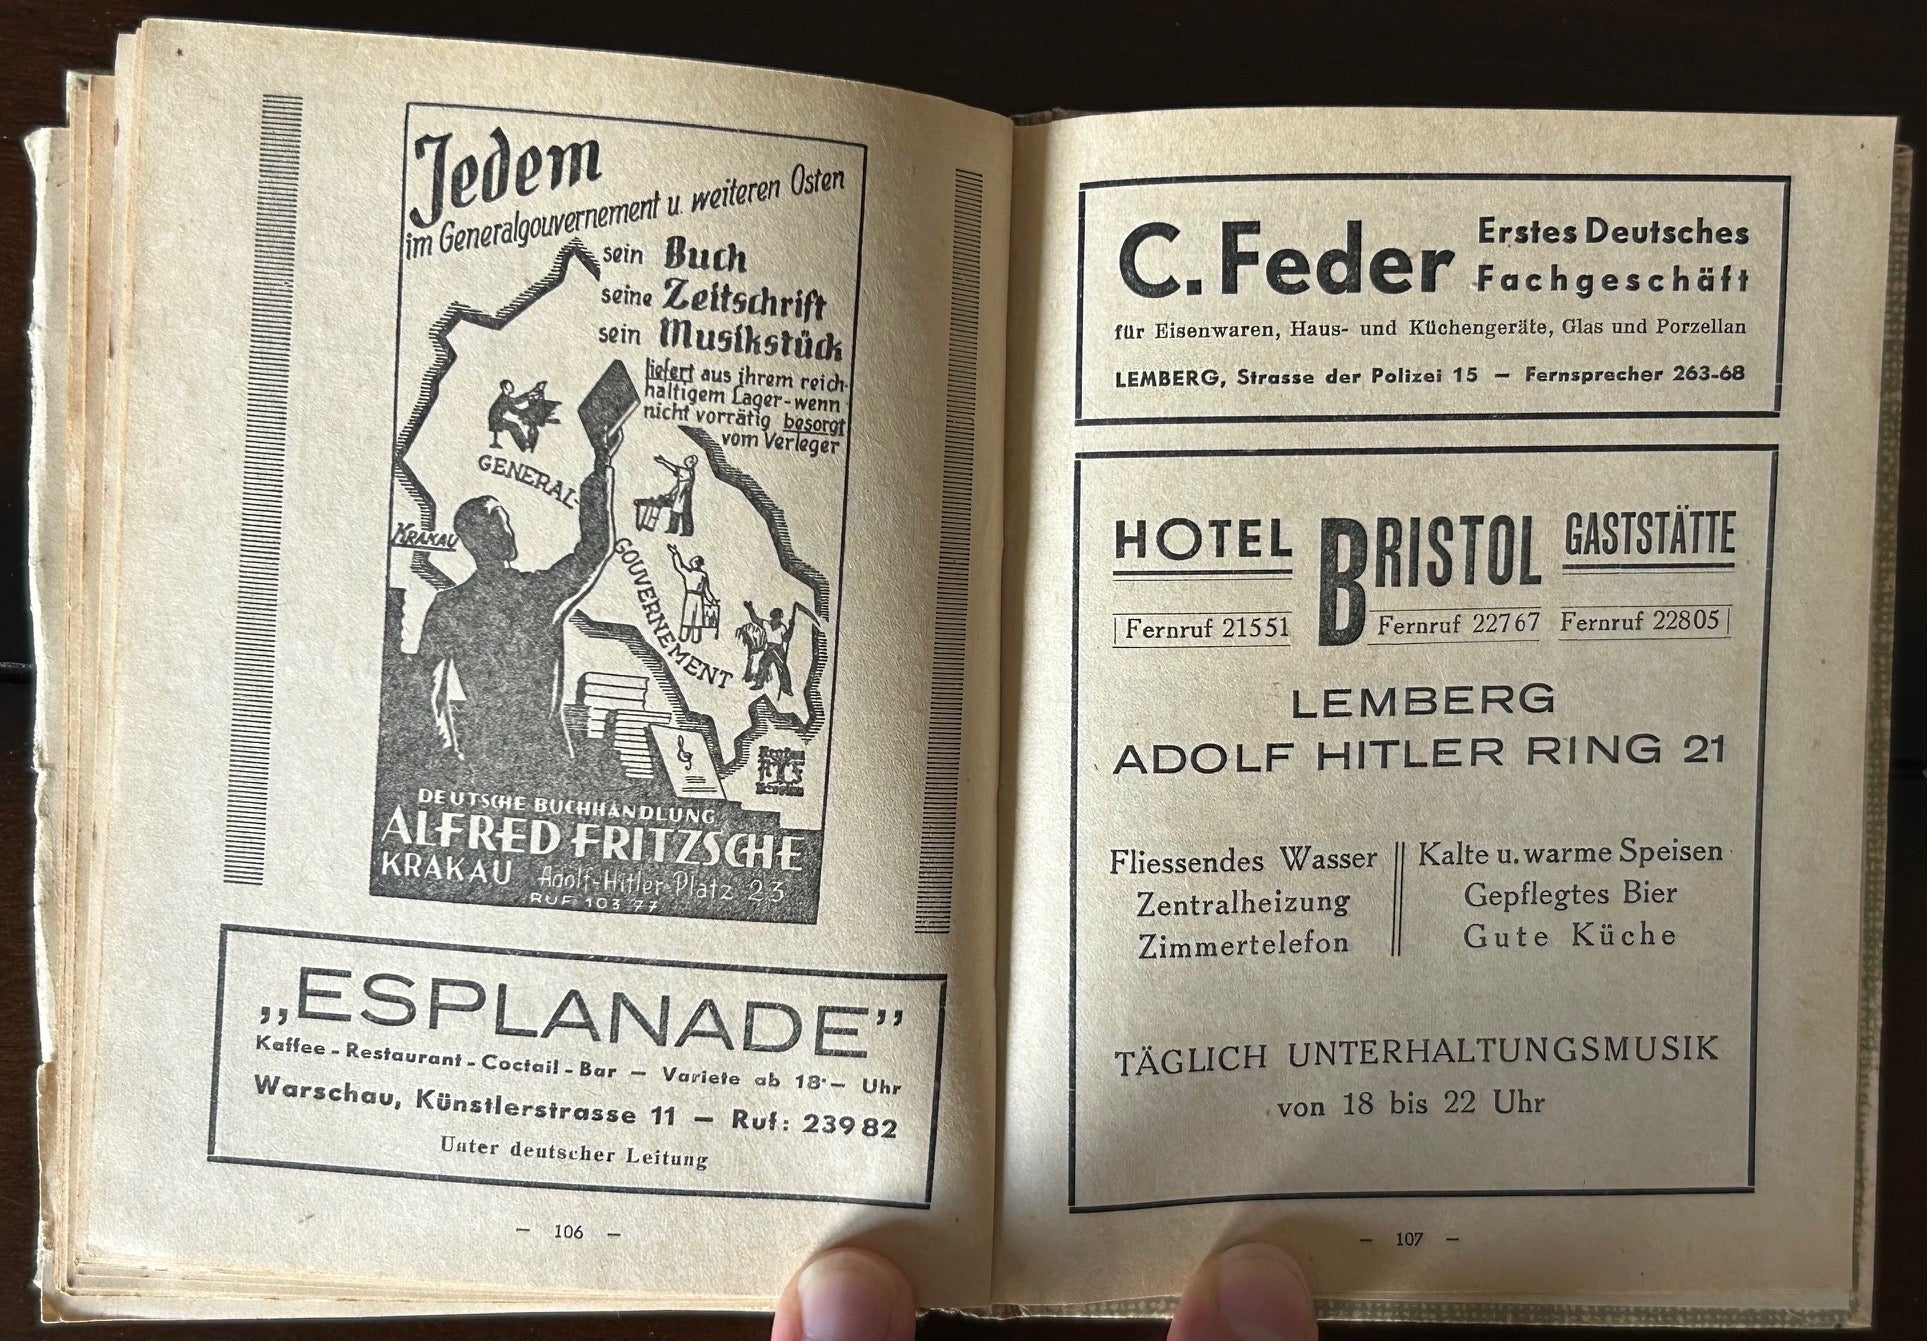 Jedem
im Generalgouvernement u. weiteren Osten
sein Buch
seine Zeitschrift
sein Musikstück
liefert aus ihrem reich-
haltigem Lager - wenn
nicht vorrätig besorgt
vom Verleger
GENERAL-
GOUVERNEMENT
KRAKAU
DEUTSCHE BUCHHANDLUNG
ALFRED FRITZSCHE
KRAKAU Adolf-Hitler-Platz 23
RUF 103 77
„ESPLANADE”
Kaffee - Restaurant - Coctail - Bar — Variete ab 18·— Uhr
Warschau, Künstlerstrasse 11 — Ruf: 239 82
Unter deutscher Leitung
— 106 —
C. Feder Erstes Deutsches
Fachgeschäft
für Eisenwaren, Haus- und Küchengeräte, Glas und Porzellan
LEMBERG, Strasse der Polizei 15 — Fernsprecher 263-68
HOTEL BRISTOL GASTSTÄTTE
Fernruf 21551 Fernruf 22767 Fernruf 22805
LEMBERG
ADOLF HITLER RING 21
Fliessendes Wasser
Zentralheizung
Zimmertelefon
Kalte u. warme Speisen
Gepflegtes Bier
Gute Küche
TÄGLICH UNTERHALTUNGSMUSIK
von 18 bis 22 Uhr
— 107 —